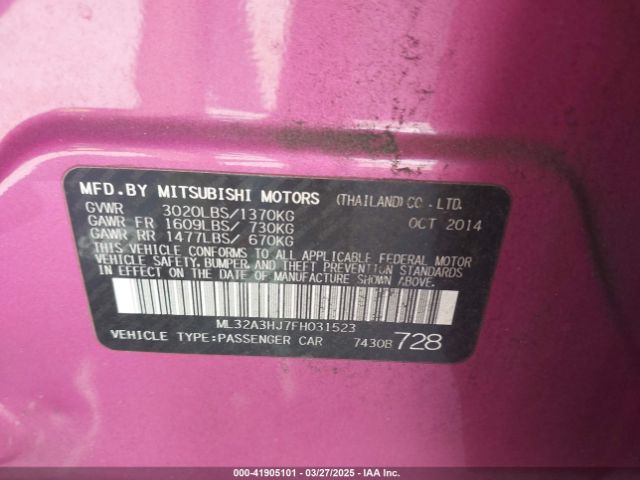 MFD.BY MITSUBISHI MOTORS (THAILAND) CO.,LTD.
GVWR 3020LBS/1370KG OCT 2014
GAWR FR 1609LBS/ 730KG
GAWR RR 1477LBS/ 670KG
THIS VEHICLE CONFORMS TO ALL APPLICABLE FEDERAL MOTOR
VEHICLE SAFETY, BUMPER, AND THEFT PREVENTION STANDARDS
IN EFFECT ON THE DATE OF MANUFACTURE SHOWN ABOVE.
ML32A3HJ7FH031523
VEHICLE TYPE:PASSENGER CAR 7430B 728
000-41905101 | 03/27/2025 | IAA Inc.